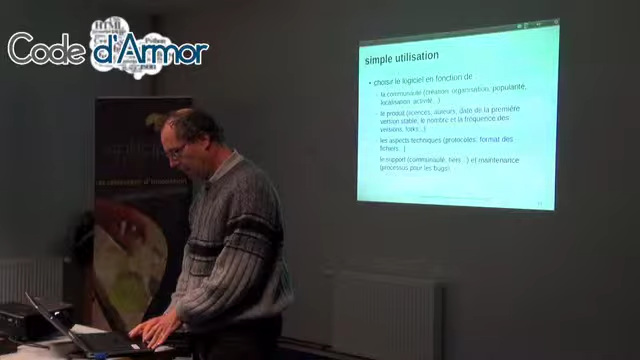 Code d'Armor
HTML
Python
simple utilisation
• choisir le logiciel en fonction de
- la communauté (création, organisation, popularité,
localisation, activité...)
- le produit (licences, auteurs, date de la première
version stable, le nombre et la fréquence des
versions, forks...)
- les aspects techniques (protocoles, format des
fichiers...)
- le support (communauté, tiers...) et maintenance
(processus pour les bugs)